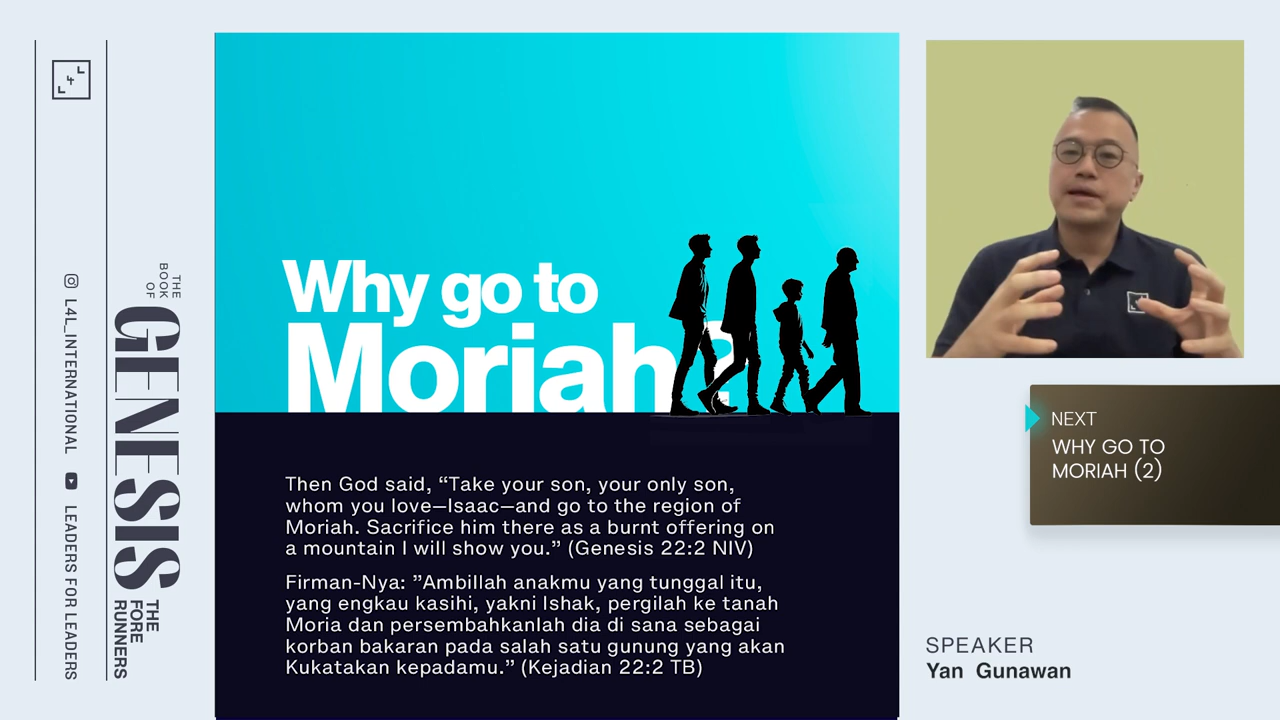 THE
BOOK
OF
GENESIS
THE
FORE
RUNNERS
L4L_INTERNATIONAL
LEADERS FOR LEADERS
Why go to
Moriah?
Then God said, “Take your son, your only son,
whom you love—Isaac—and go to the region of
Moriah. Sacrifice him there as a burnt offering on
a mountain I will show you.” (Genesis 22:2 NIV)
Firman-Nya: ”Ambillah anakmu yang tunggal itu,
yang engkau kasihi, yakni Ishak, pergilah ke tanah
Moria dan persembahkanlah dia di sana sebagai
korban bakaran pada salah satu gunung yang akan
Kukatakan kepadamu.” (Kejadian 22:2 TB)
NEXT
WHY GO TO
MORIAH (2)
SPEAKER
Yan Gunawan